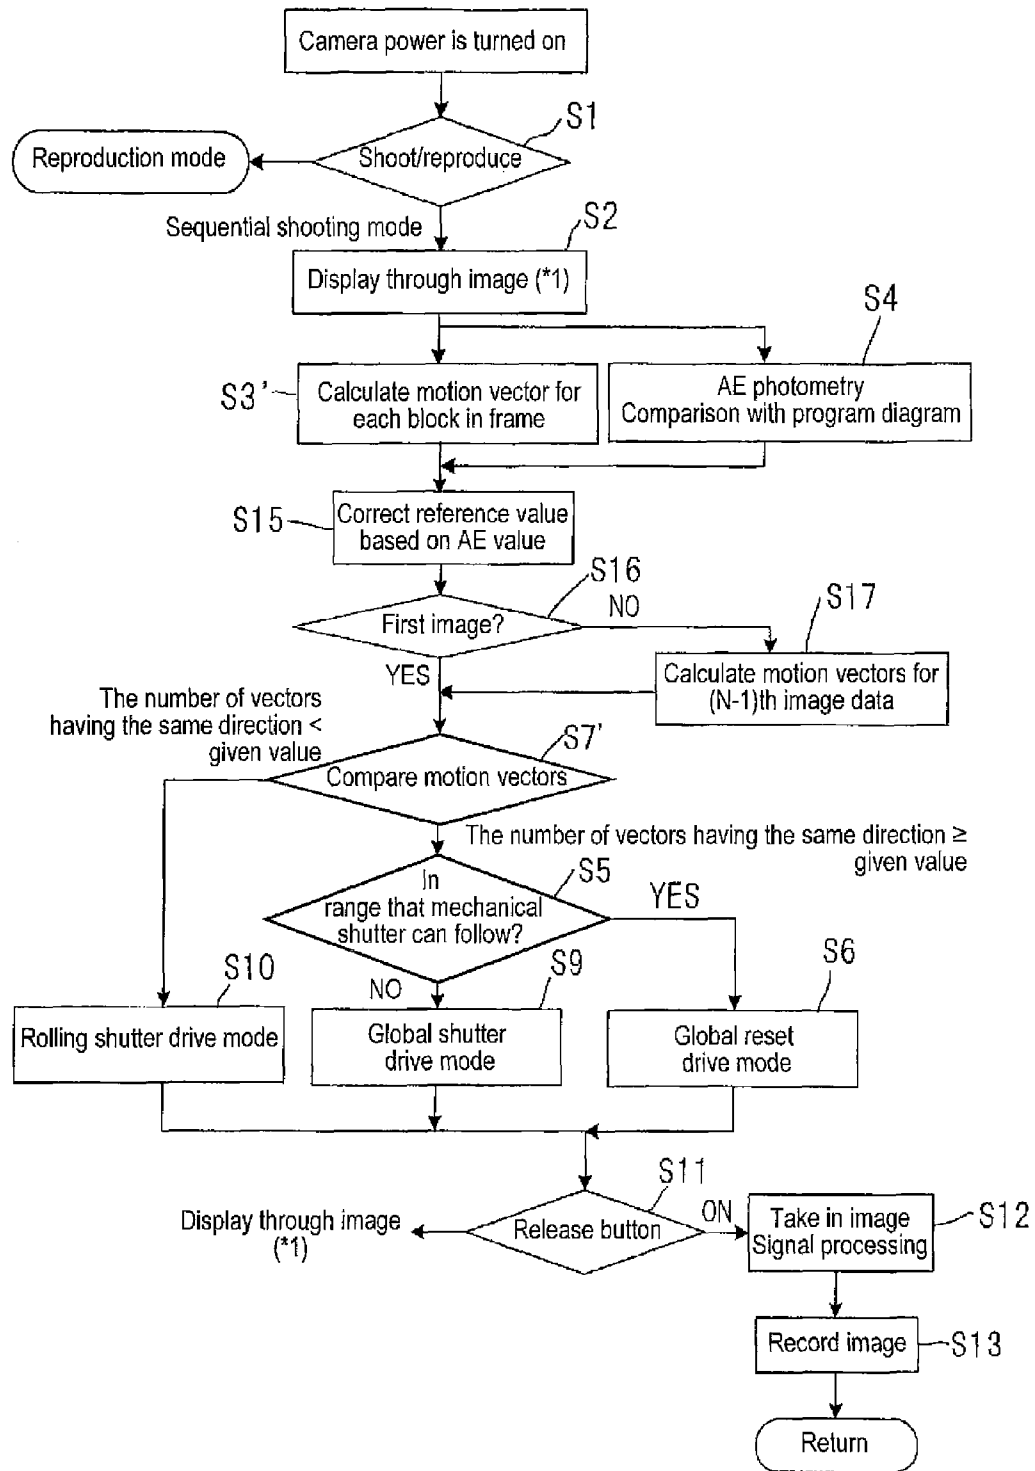 Camera power is turned on
S1
Shoot/reproduce
Reproduction mode
Sequential shooting mode
S2
Display through image (*1)
S4
S3'
Calculate motion vector for
each block in frame
AE photometry
Comparison with program diagram
S15
Correct reference value
based on AE value
S16
First image?
NO
S17
YES
Calculate motion vectors for
(N-1)th image data
The number of vectors
having the same direction <
given value
S7'
Compare motion vectors
The number of vectors having the same direction ≥
given value
S5
In
range that mechanical
shutter can follow?
YES
NO
S10
S9
S6
Rolling shutter drive mode
Global shutter
drive mode
Global reset
drive mode
S11
Release button
ON
Display through image
(*1)
Take in image
Signal processing
S12
Record image
S13
Return